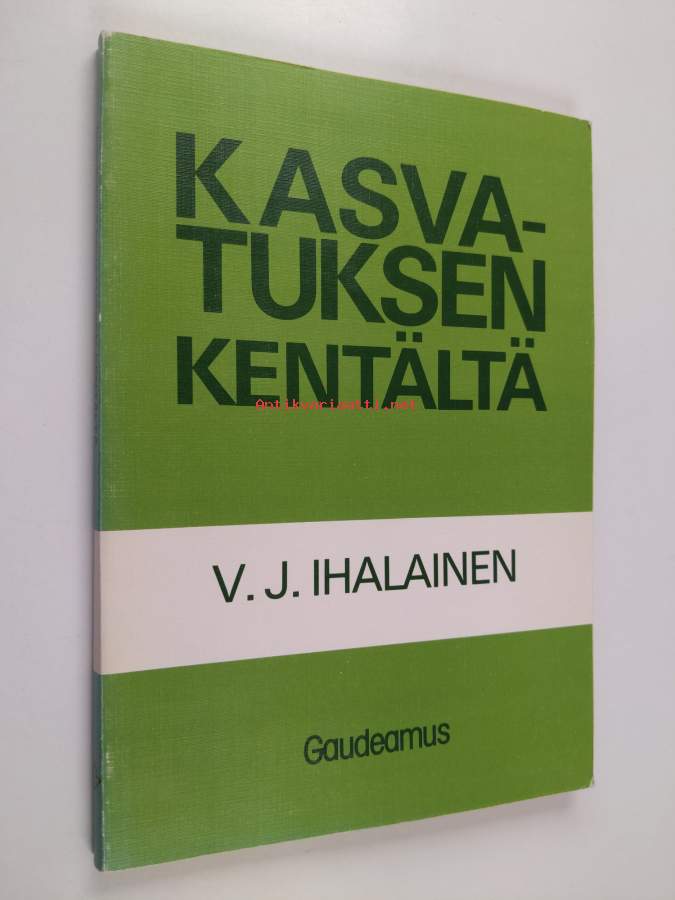 KASVA-
TUKSEN
KENTÄLTÄ
Antikvariaatti.net
V. J. IHALAINEN
Gaudeamus